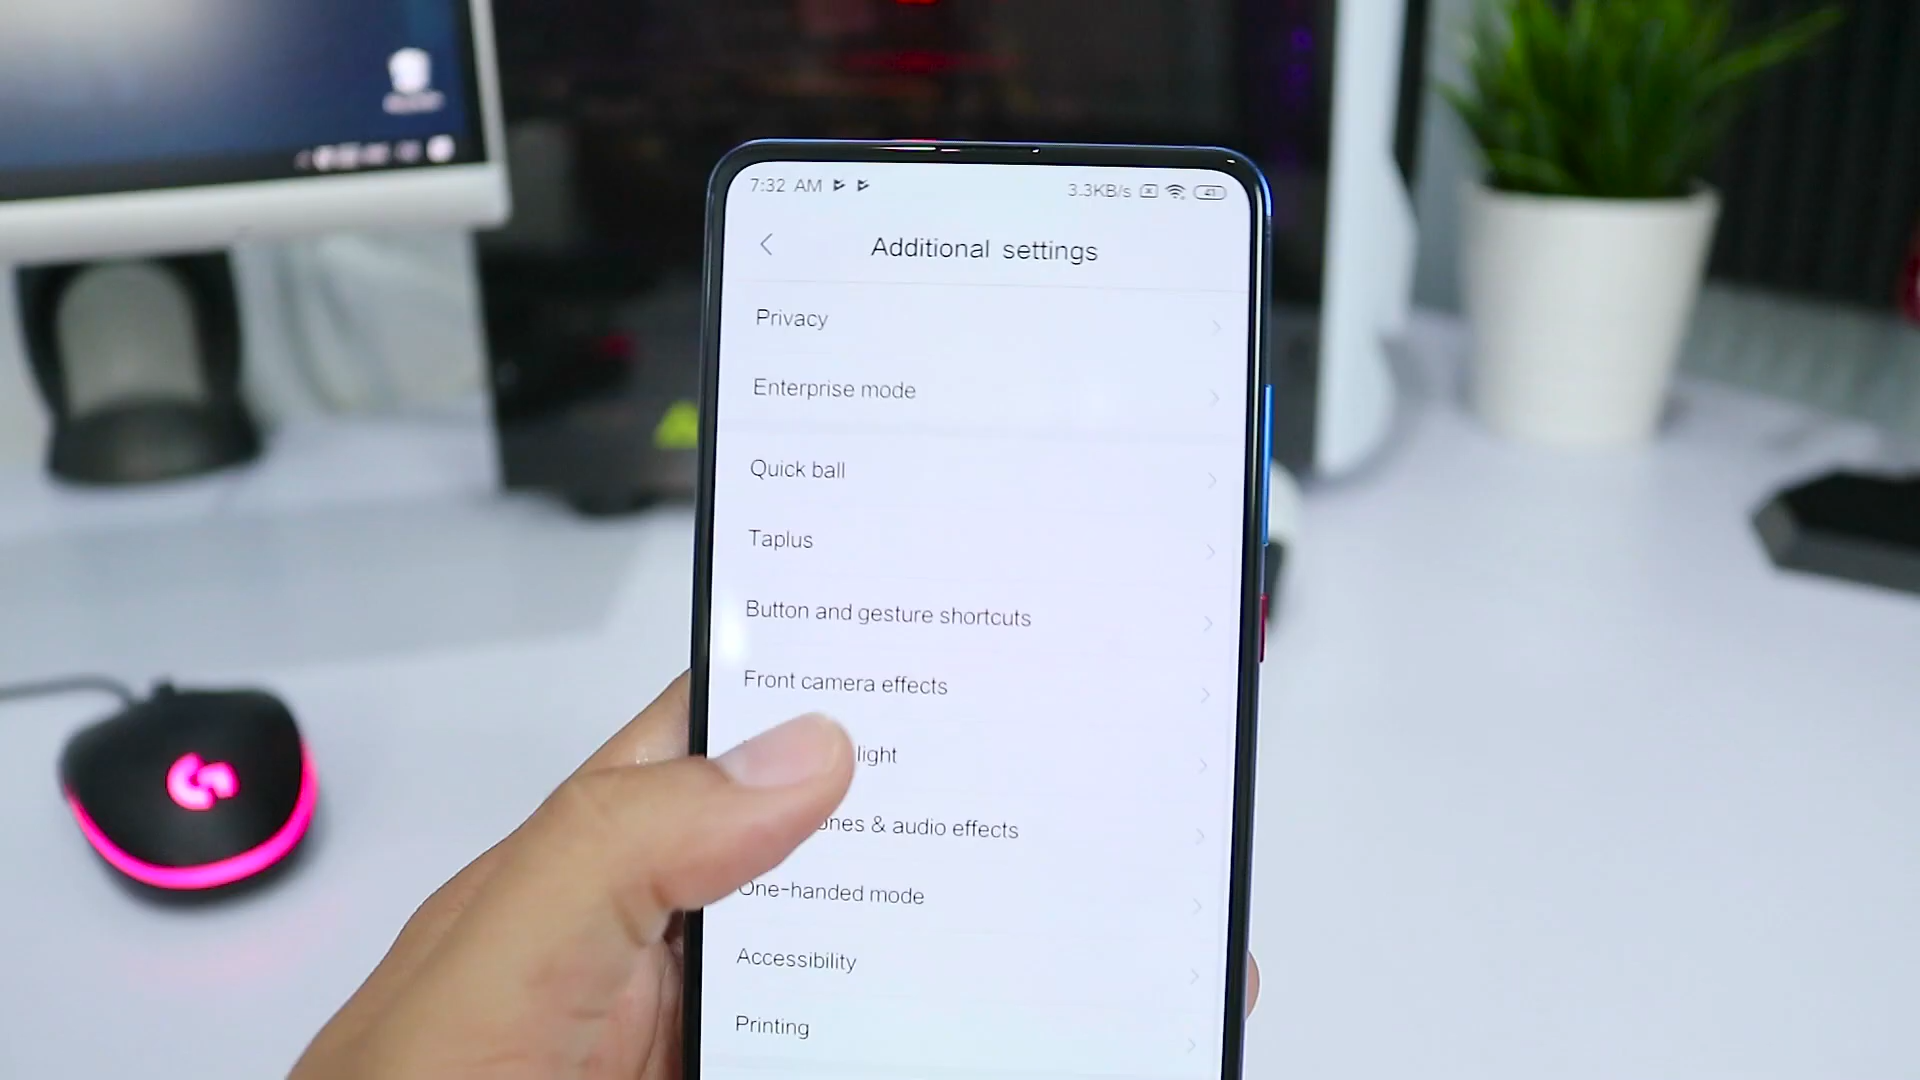 7:32 AM
3.3KB/s
41
Additional settings
Privacy
Enterprise mode
Quick ball
Taplus
Button and gesture shortcuts
Front camera effects
light
& audio effects
One-handed mode
Accessibility
Printing